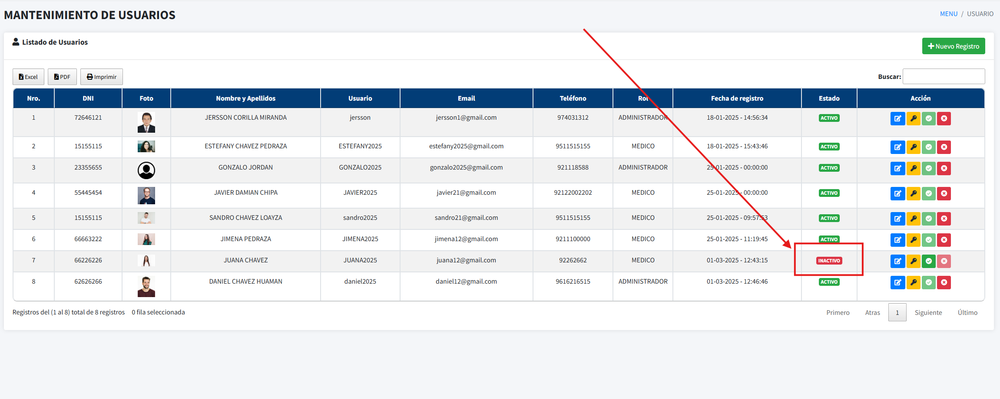 MANTENIMIENTO DE USUARIOS
MENU / USUARIO
Listado de Usuarios
Nuevo Registro
Excel PDF Imprimir
Buscar:
Nro. DNI Foto Nombre y Apellidos Usuario Email Teléfono Rol Fecha de registro Estado Acción
1 72646121 JERSSON CORILLA MIRANDA jersson jersson1@gmail.com 974031312 ADMINISTRADOR 18-01-2025 - 14:56:34 ACTIVO
2 15155115 ESTEFANY CHAVEZ PEDRAZA ESTEFANY2025 estefany2025@gmail.com 9511515155 MEDICO 18-01-2025 - 15:43:46 ACTIVO
3 23355655 GONZALO JORDAN GONZALO2025 gonzalo2025@gmail.com 921118588 ADMINISTRADOR 25-01-2025 - 00:00:00 ACTIVO
4 55445454 JAVIER DAMIAN CHIPA JAVIER2025 javier21@gmail.com 92122002202 MEDICO 25-01-2025 - 00:00:00 ACTIVO
5 15155115 SANDRO CHAVEZ LOAYZA sandro2025 sandro21@gmail.com 9511515155 MEDICO 25-01-2025 - 09:57:53 ACTIVO
6 66663222 JIMENA PEDRAZA JIMENA2025 jimena12@gmail.com 9211100000 MEDICO 25-01-2025 - 11:19:45 ACTIVO
7 66226226 JUANA CHAVEZ JUANA2025 juana12@gmail.com 92262662 MEDICO 01-03-2025 - 12:43:15 INACTIVO
8 62626266 DANIEL CHAVEZ HUAMAN daniel2025 daniel12@gmail.com 9616216515 ADMINISTRADOR 01-03-2025 - 12:46:46 ACTIVO
Registros del (1 al 8) total de 8 registros 0 fila seleccionada
Primero Atras 1 Siguiente Último